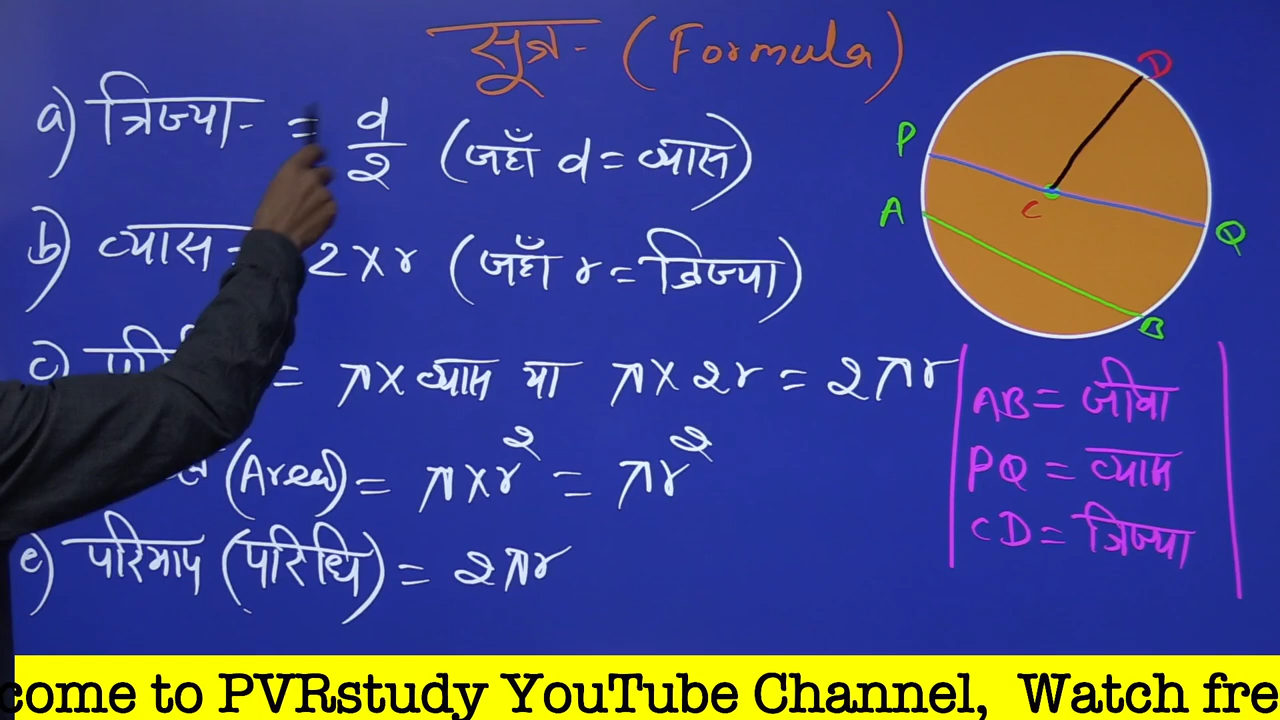 सूत्र- (Formula)
a) त्रिज्या- = d/2 (जहाँ d = व्यास)
b) व्यास = 2 × r (जहाँ r = त्रिज्या)
c) = π × व्यास या π × 2r = 2πr
(Area) = π × r² = πr²
e) परिमाप (परिधि) = 2πr
D
P
C
A
Q
B
AB = जीवा
PQ = व्यास
CD = त्रिज्या
come to PVRstudy YouTube Channel, Watch fre